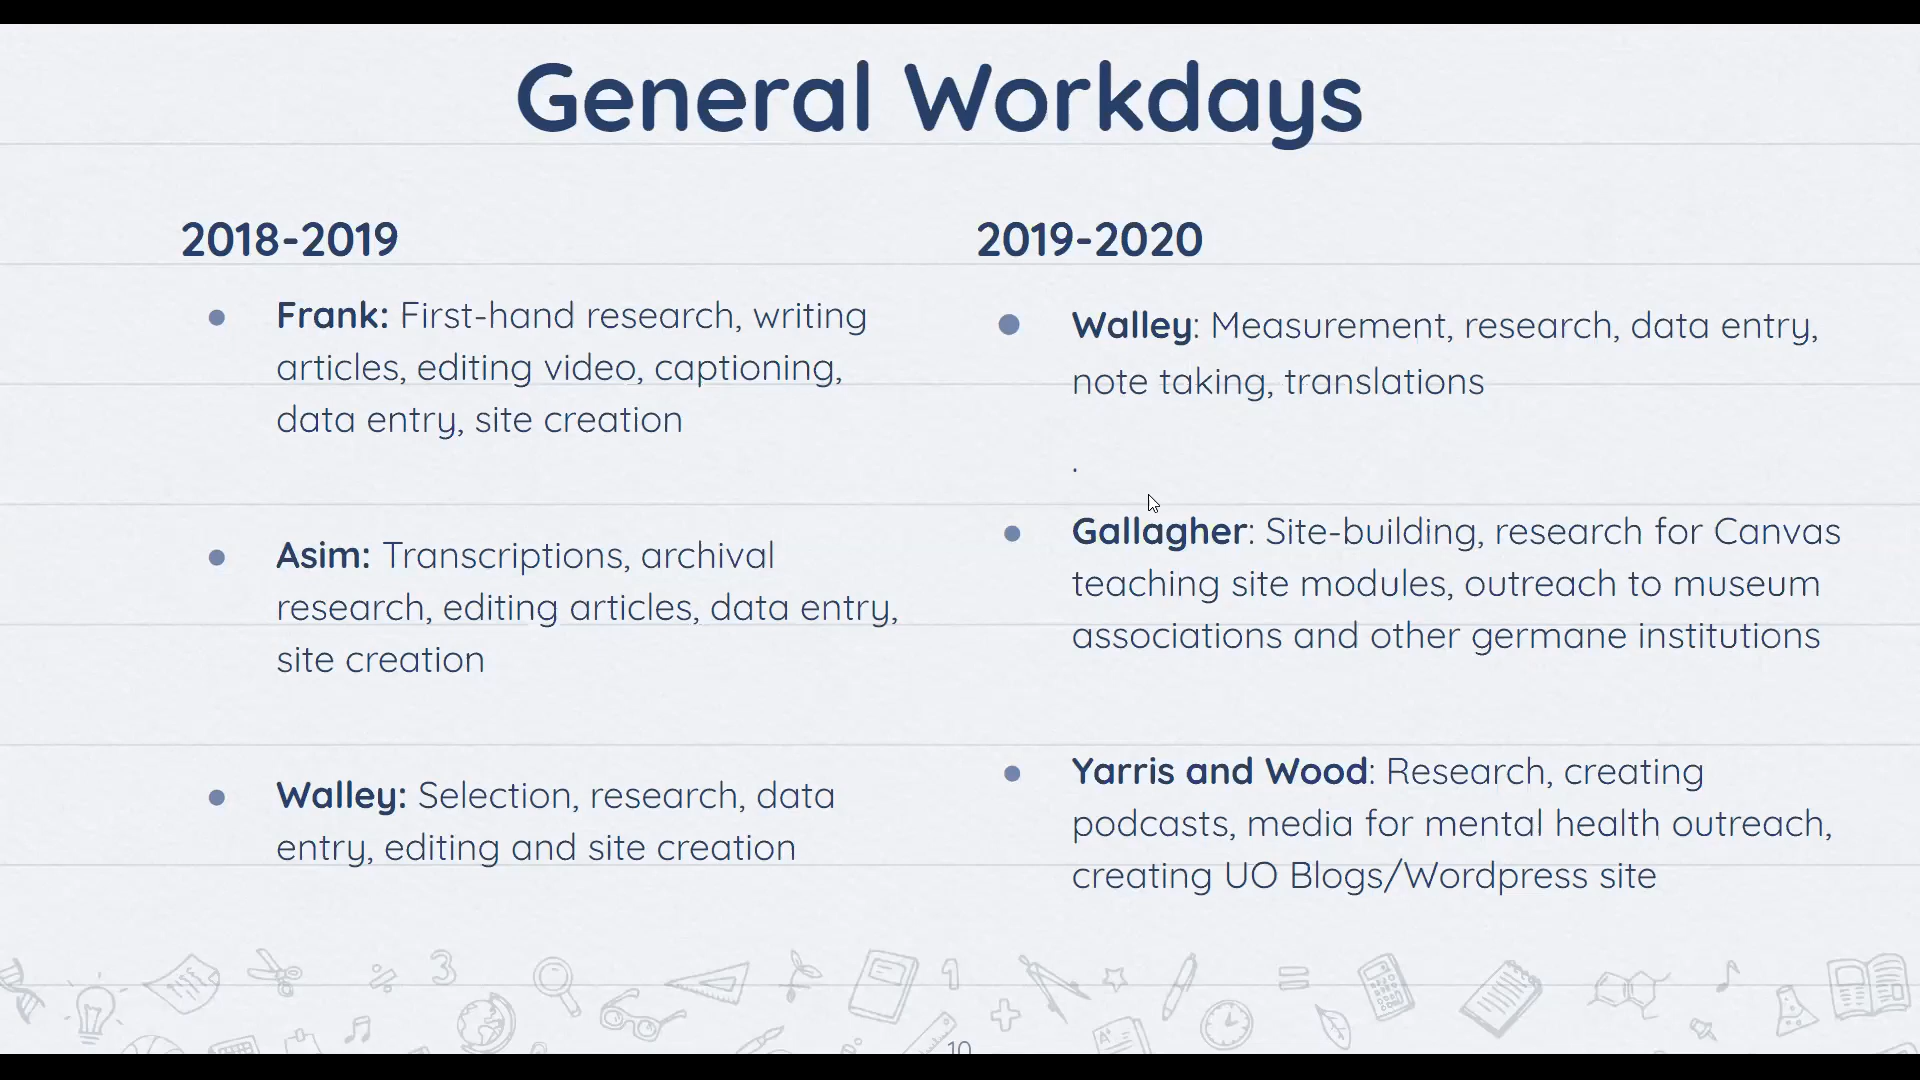 General Workdays
2018-2019
Frank: First-hand research, writing
articles, editing video, captioning,
data entry, site creation
Asim: Transcriptions, archival
research, editing articles, data entry,
site creation
Walley: Selection, research, data
entry, editing and site creation
2019-2020
Walley: Measurement, research, data entry,
note taking, translations
.
Gallagher: Site-building, research for Canvas
teaching site modules, outreach to museum
associations and other germane institutions
Yarris and Wood: Research, creating
podcasts, media for mental health outreach,
creating UO Blogs/Wordpress site
10